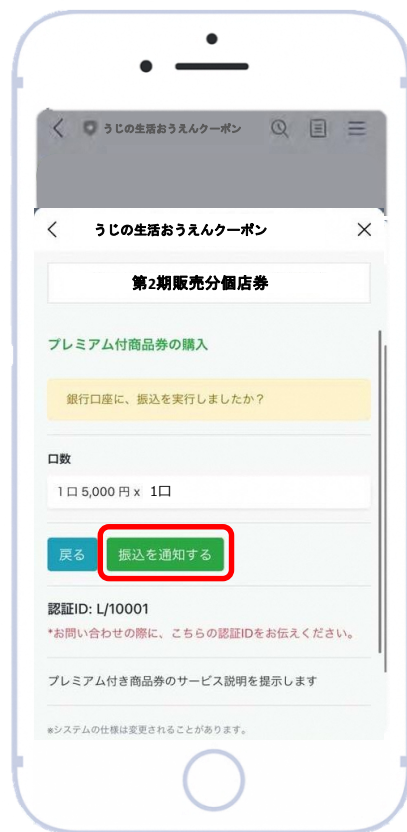 うじの生活おうえんクーポン
うじの生活おうえんクーポン
第2期販売分個店券
プレミアム付商品券の購入
銀行口座に、振込を実行しましたか？
口数
1口 5,000 円 x 1口
戻る 振込を通知する
認証ID: L/10001
*お問い合わせの際に、こちらの認証IDをお伝えください。
プレミアム付き商品券のサービス説明を提示します
※システムの仕様は変更されることがあります。